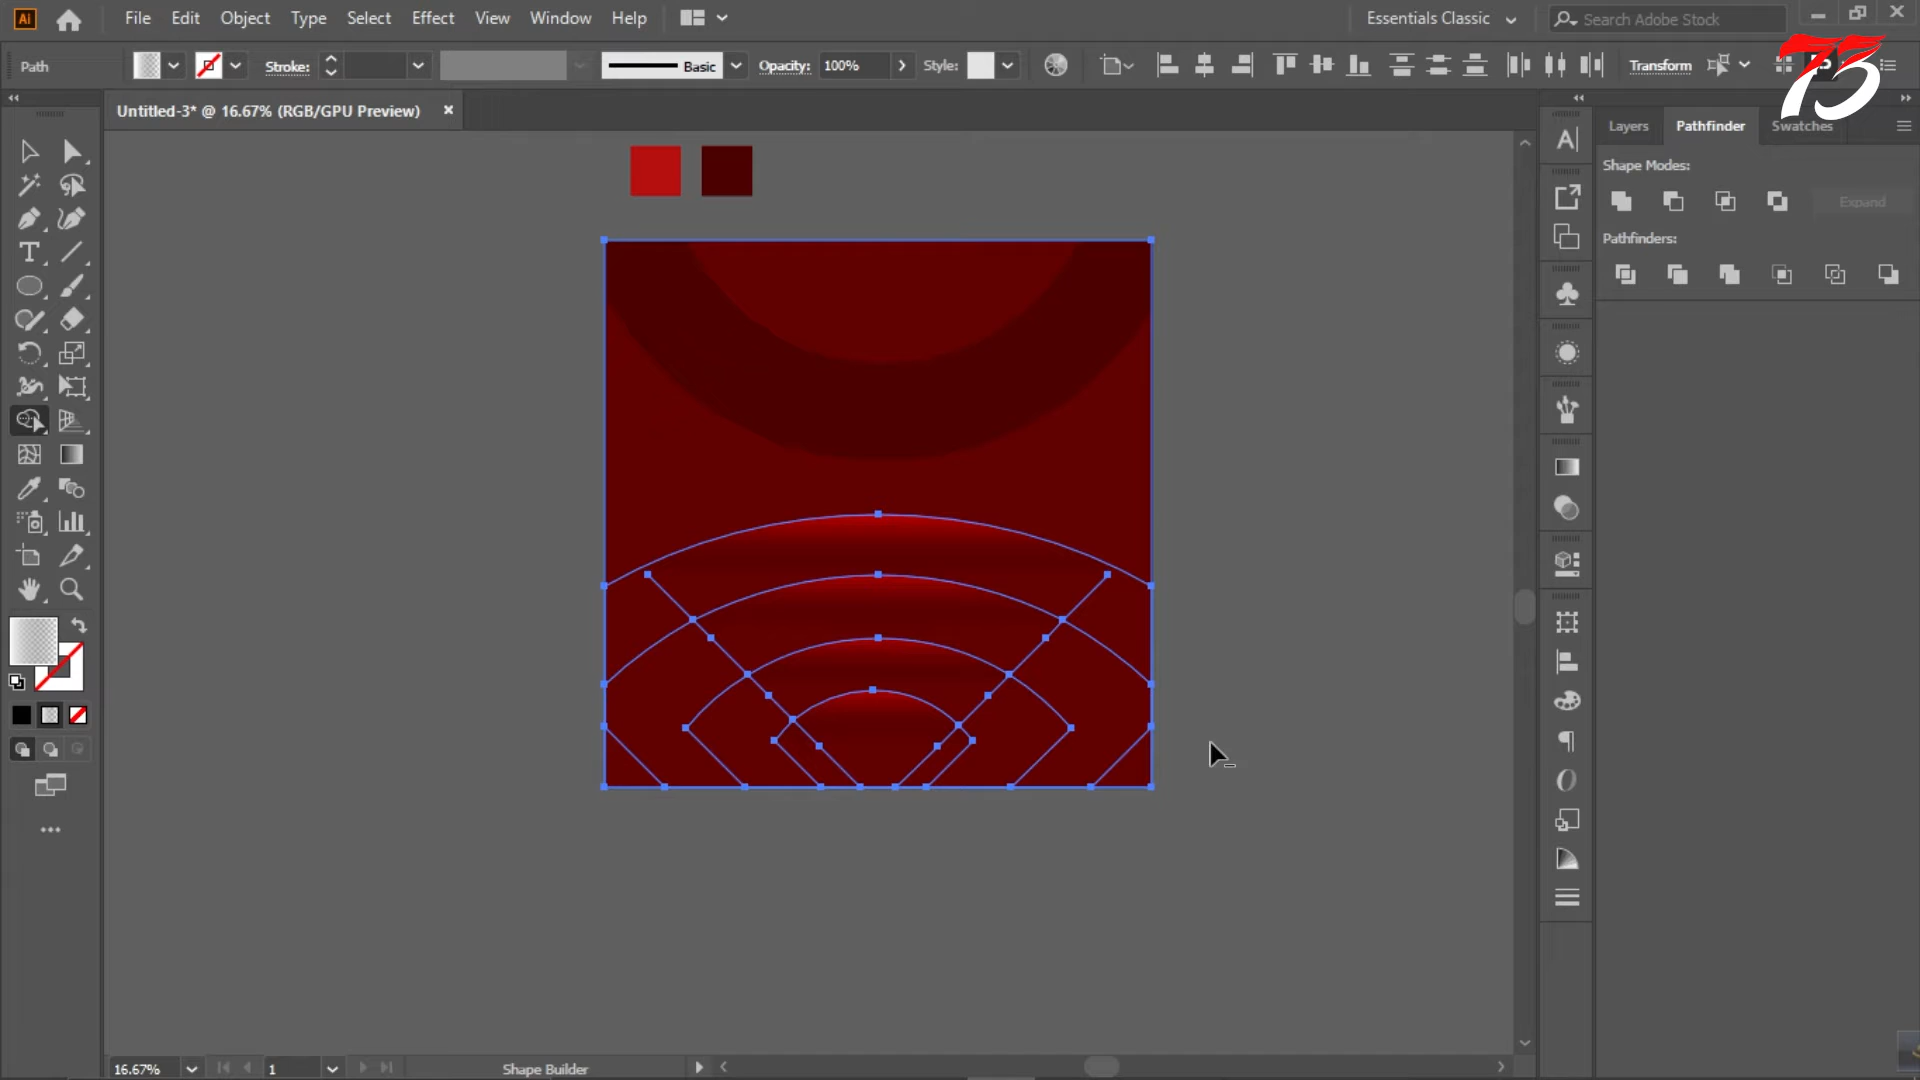 Ai File Edit Object Type Select Effect View Window Help Essentials Classic Search Adobe Stock
Path Stroke: Basic Opacity: 100% Style: Transform
73
Untitled-3* @ 16.67% (RGB/GPU Preview)
Layers Pathfinder Swatches
Shape Modes:
Expand
Pathfinders:
16.67% 1 Shape Builder